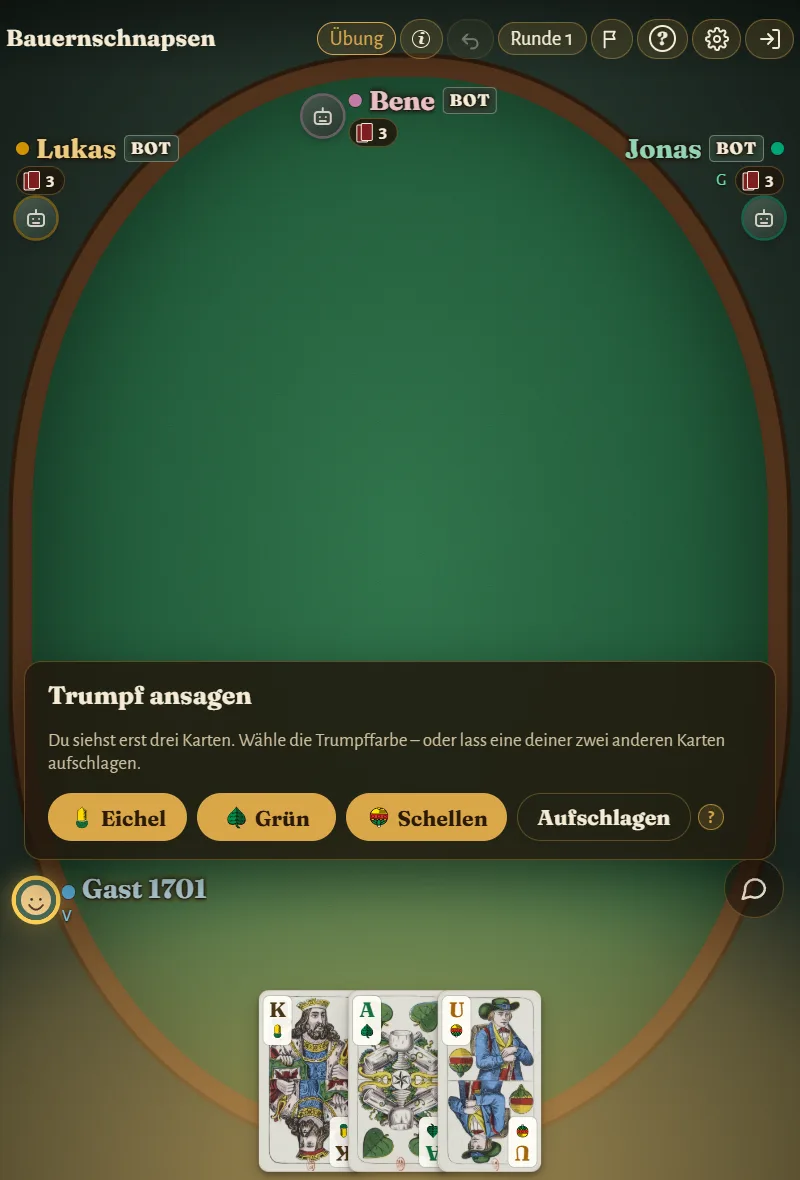 Bauernschnapsen
Übung
Runde 1
?
Bene BOT
3
Lukas BOT
3
Jonas BOT
G 3
Trumpf ansagen
Du siehst erst drei Karten. Wähle die Trumpffarbe – oder lass eine deiner zwei anderen Karten
aufschlagen.
Eichel Grün Schellen Aufschlagen ?
Gast 1701
V
K A U
K A U